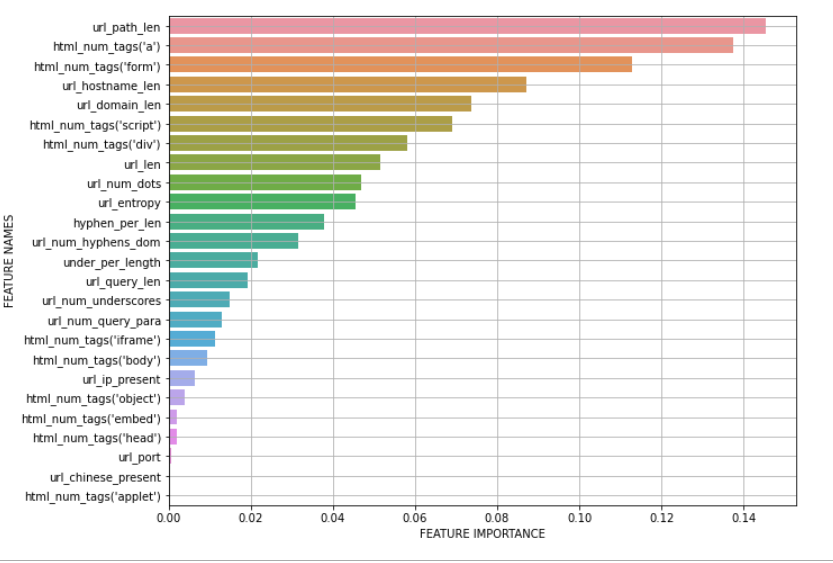 url_path_len
html_num_tags('a')
html_num_tags('form')
url_hostname_len
url_domain_len
html_num_tags('script')
html_num_tags('div')
url_len
url_num_dots
url_entropy
hyphen_per_len
url_num_hyphens_dom
under_per_length
url_query_len
url_num_underscores
url_num_query_para
html_num_tags('iframe')
html_num_tags('body')
url_ip_present
html_num_tags('object')
html_num_tags('embed')
html_num_tags('head')
url_port
url_chinese_present
html_num_tags('applet')
FEATURE NAMES
0.00 0.02 0.04 0.06 0.08 0.10 0.12 0.14
FEATURE IMPORTANCE